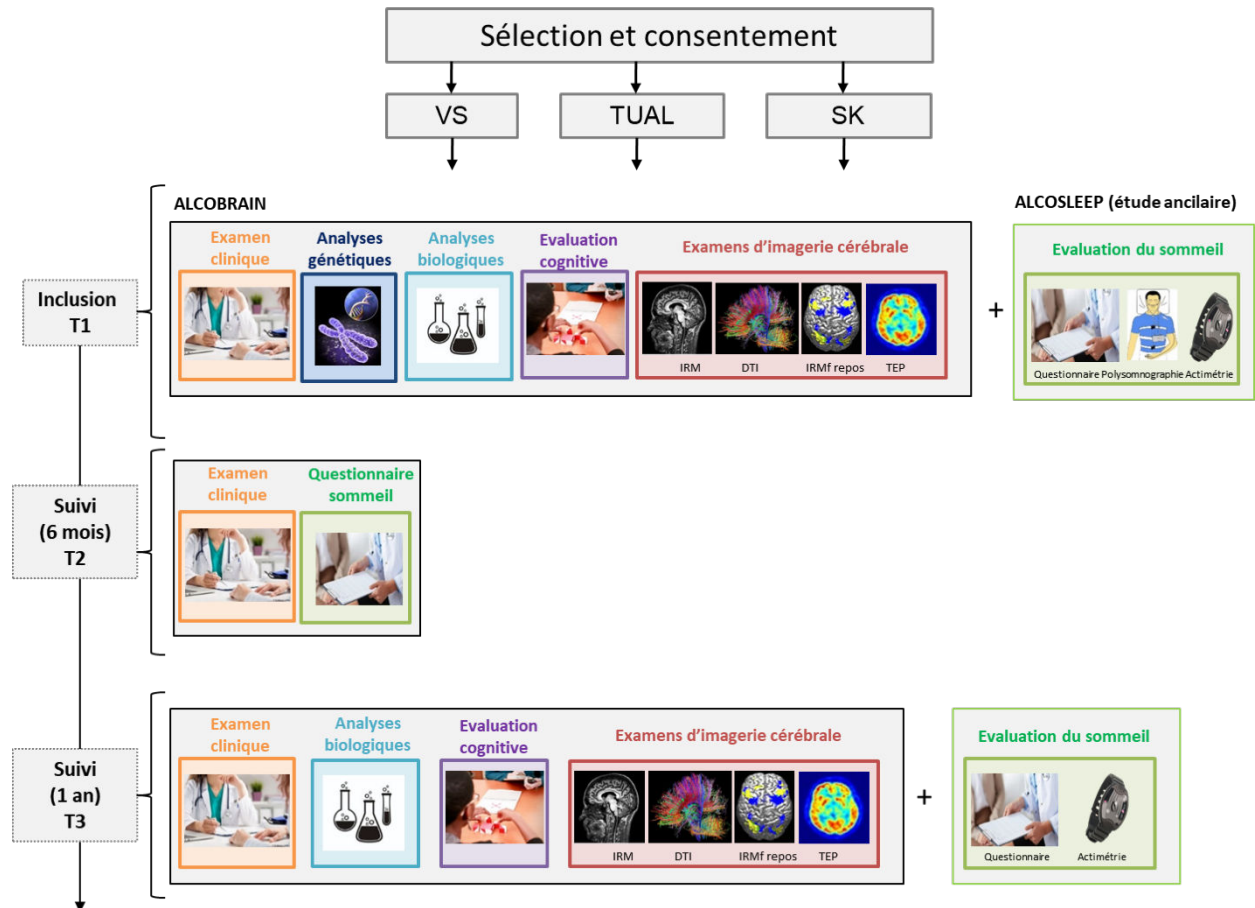 Sélection et consentement
VS
TUAL
SK
ALCOBRAIN
ALCOSLEEP (étude ancilaire)
Inclusion
T1
Examen
clinique
Analyses
génétiques
Analyses
biologiques
Evaluation
cognitive
Examens d'imagerie cérébrale
IRM
DTI
IRMf repos
TEP
+
Evaluation du sommeil
Questionnaire
Polysomnographie
Actimétrie
Suivi
(6 mois)
T2
Examen
clinique
Questionnaire
sommeil
Suivi
(1 an)
T3
Examen
clinique
Analyses
biologiques
Evaluation
cognitive
Examens d'imagerie cérébrale
IRM
DTI
IRMf repos
TEP
+
Evaluation du sommeil
Questionnaire
Actimétrie